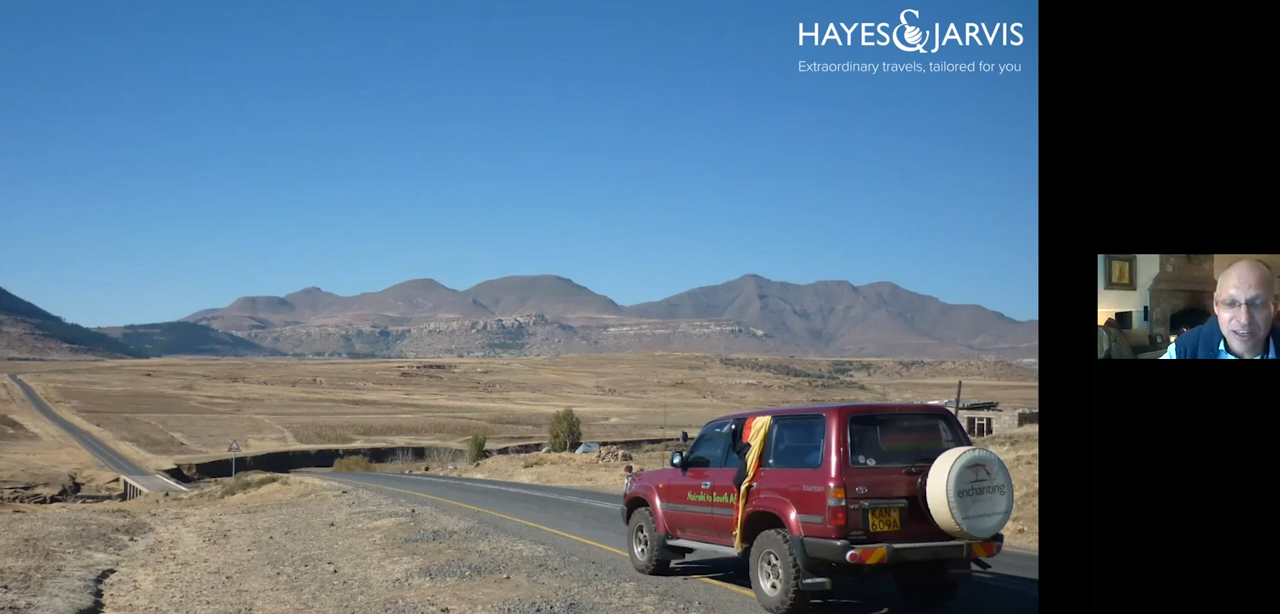 HAYES & JARVIS
Extraordinary travels, tailored for you
Nairobi to South Af
KAN
609A
enchanting